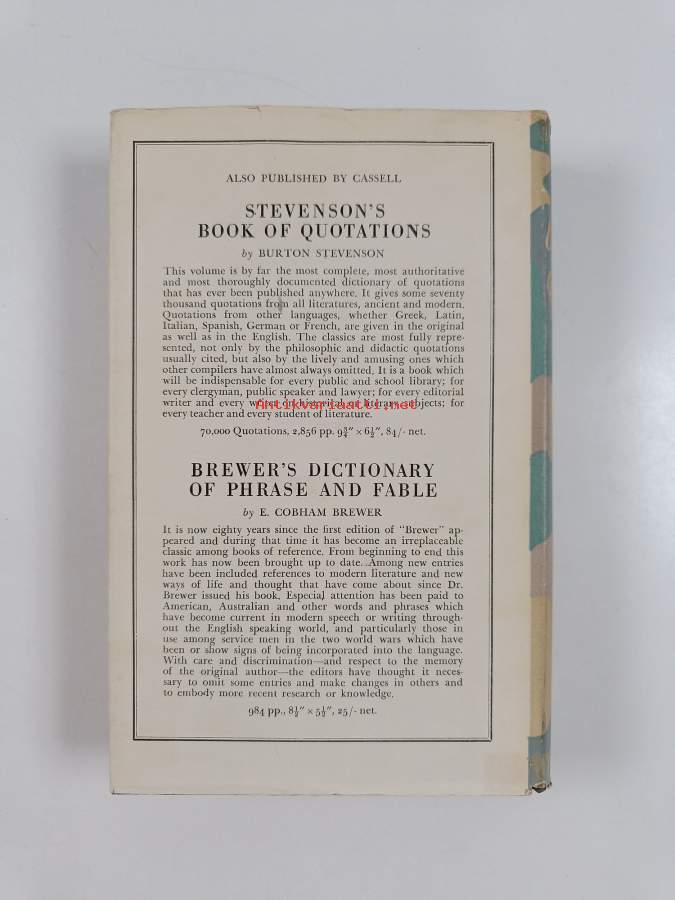 ALSO PUBLISHED BY CASSELL
STEVENSON'S
BOOK OF QUOTATIONS
by BURTON STEVENSON
This volume is by far the most complete, most authoritative
and most thoroughly documented dictionary of quotations
that has ever been published anywhere. It gives some seventy
thousand quotations from all literatures, ancient and modern.
Quotations from other languages, whether Greek, Latin,
Italian, Spanish, German or French, are given in the original
as well as in the English. The classics are most fully repre-
sented, not only by the philosophic and didactic quotations
usually cited, but also by the lively and amusing ones which
other compilers have almost always omitted. It is a book which
will be indispensable for every public and school library; for
every clergyman, public speaker and lawyer; for every editorial
writer and every writer on historical or literary subjects; for
Antikvariaatti.net
every teacher and every student of literature.
70,000 Quotations, 2,856 pp. 9¾″ × 6½″, 84/- net.
BREWER'S DICTIONARY
OF PHRASE AND FABLE
by E. COBHAM BREWER
It is now eighty years since the first edition of "Brewer" ap-
peared and during that time it has become an irreplaceable
classic among books of reference. From beginning to end this
work has now been brought up to date. Among new entries
have been included references to modern literature and new
ways of life and thought that have come about since Dr.
Brewer issued his book. Especial attention has been paid to
American, Australian and other words and phrases which
have become current in modern speech or writing through-
out the English speaking world, and particularly those in
use among service men in the two world wars which have
been or show signs of being incorporated into the language.
With care and discrimination—and respect to the memory
of the original author—the editors have thought it neces-
sary to omit some entries and make changes in others and
to embody more recent research or knowledge.
984 pp., 8½″ × 5½″, 25/- net.